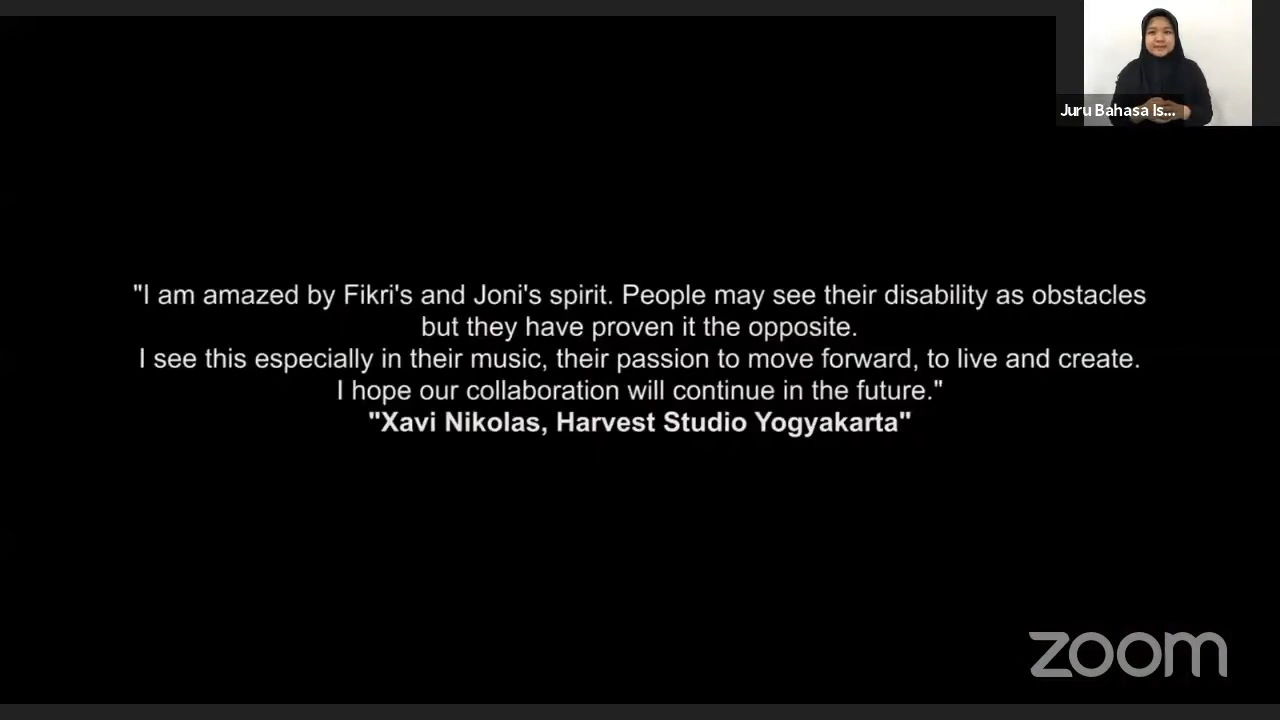 Juru Bahasa Is...
"I am amazed by Fikri's and Joni's spirit. People may see their disability as obstacles
but they have proven it the opposite.
I see this especially in their music, their passion to move forward, to live and create.
I hope our collaboration will continue in the future."
"Xavi Nikolas, Harvest Studio Yogyakarta"
zoom